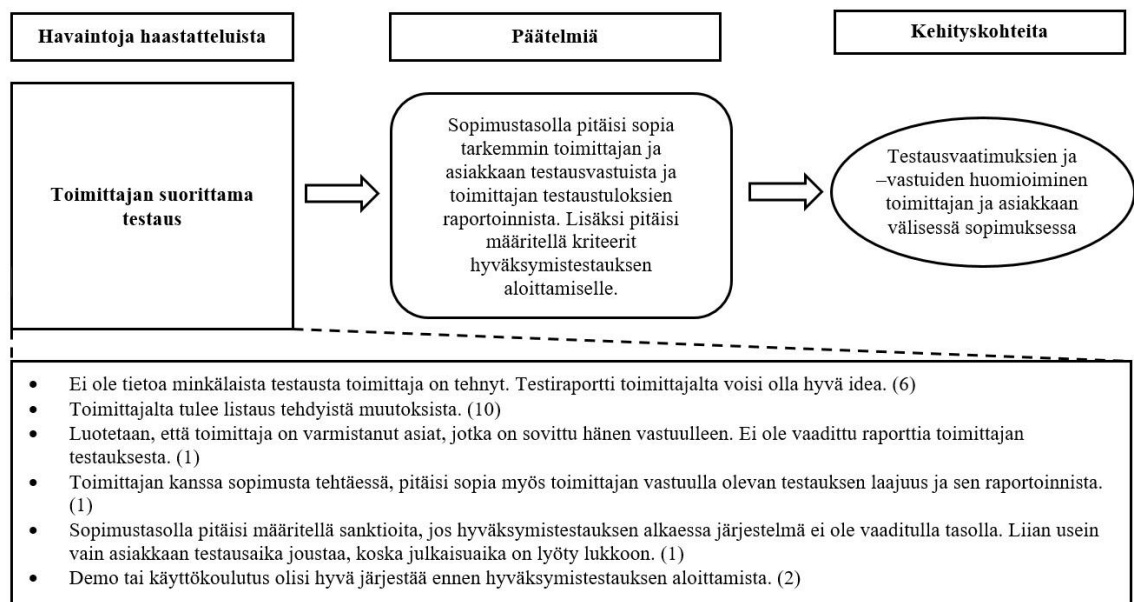 Havaintoja haastatteluista
Päätelmiä
Kehityskohteita
Toimittajan suorittama
testaus
Sopimustasolla pitäisi sopia
tarkemmin toimittajan ja
asiakkaan testausvastuista ja
toimittajan testaustuloksien
raportoinnista. Lisäksi pitäisi
määritellä kriteerit
hyväksymistestauksen
aloittamiselle.
Testausvaatimuksien ja
–vastuiden huomioiminen
toimittajan ja asiakkaan
välisessä sopimuksessa
• Ei ole tietoa minkälaista testausta toimittaja on tehnyt. Testiraportti toimittajalta voisi olla hyvä idea. (6)
• Toimittajalta tulee listaus tehdyistä muutoksista. (10)
• Luotetaan, että toimittaja on varmistanut asiat, jotka on sovittu hänen vastuulleen. Ei ole vaadittu raporttia toimittajan
testauksesta. (1)
• Toimittajan kanssa sopimusta tehtäessä, pitäisi sopia myös toimittajan vastuulla olevan testauksen laajuus ja sen raportoinnista.
(1)
• Sopimustasolla pitäisi määritellä sanktioita, jos hyväksymistestauksen alkaessa järjestelmä ei ole vaaditulla tasolla. Liian usein
vain asiakkaan testausaika joustaa, koska julkaisuaika on lyöty lukkoon. (1)
• Demo tai käyttökoulutus olisi hyvä järjestää ennen hyväksymistestauksen aloittamista. (2)